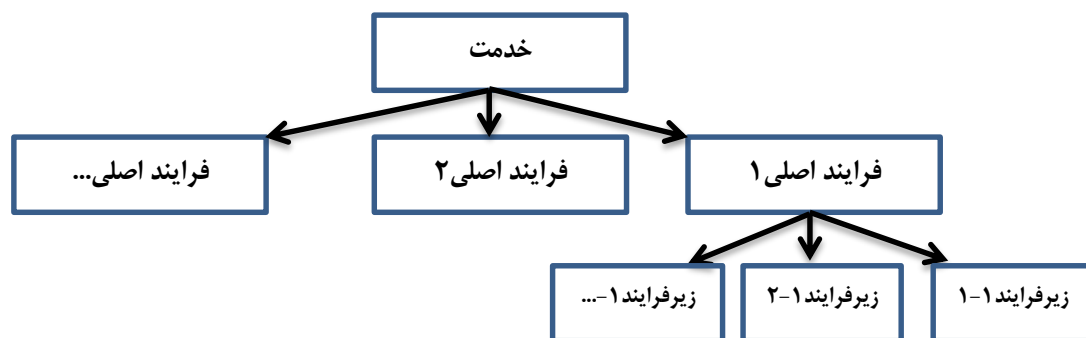 خدمت
فرایند اصلی۱
فرایند اصلی۲
فرایند اصلی...
زیرفرایند۱-۱
زیرفرایند۱-۲
زیرفرایند۱-...